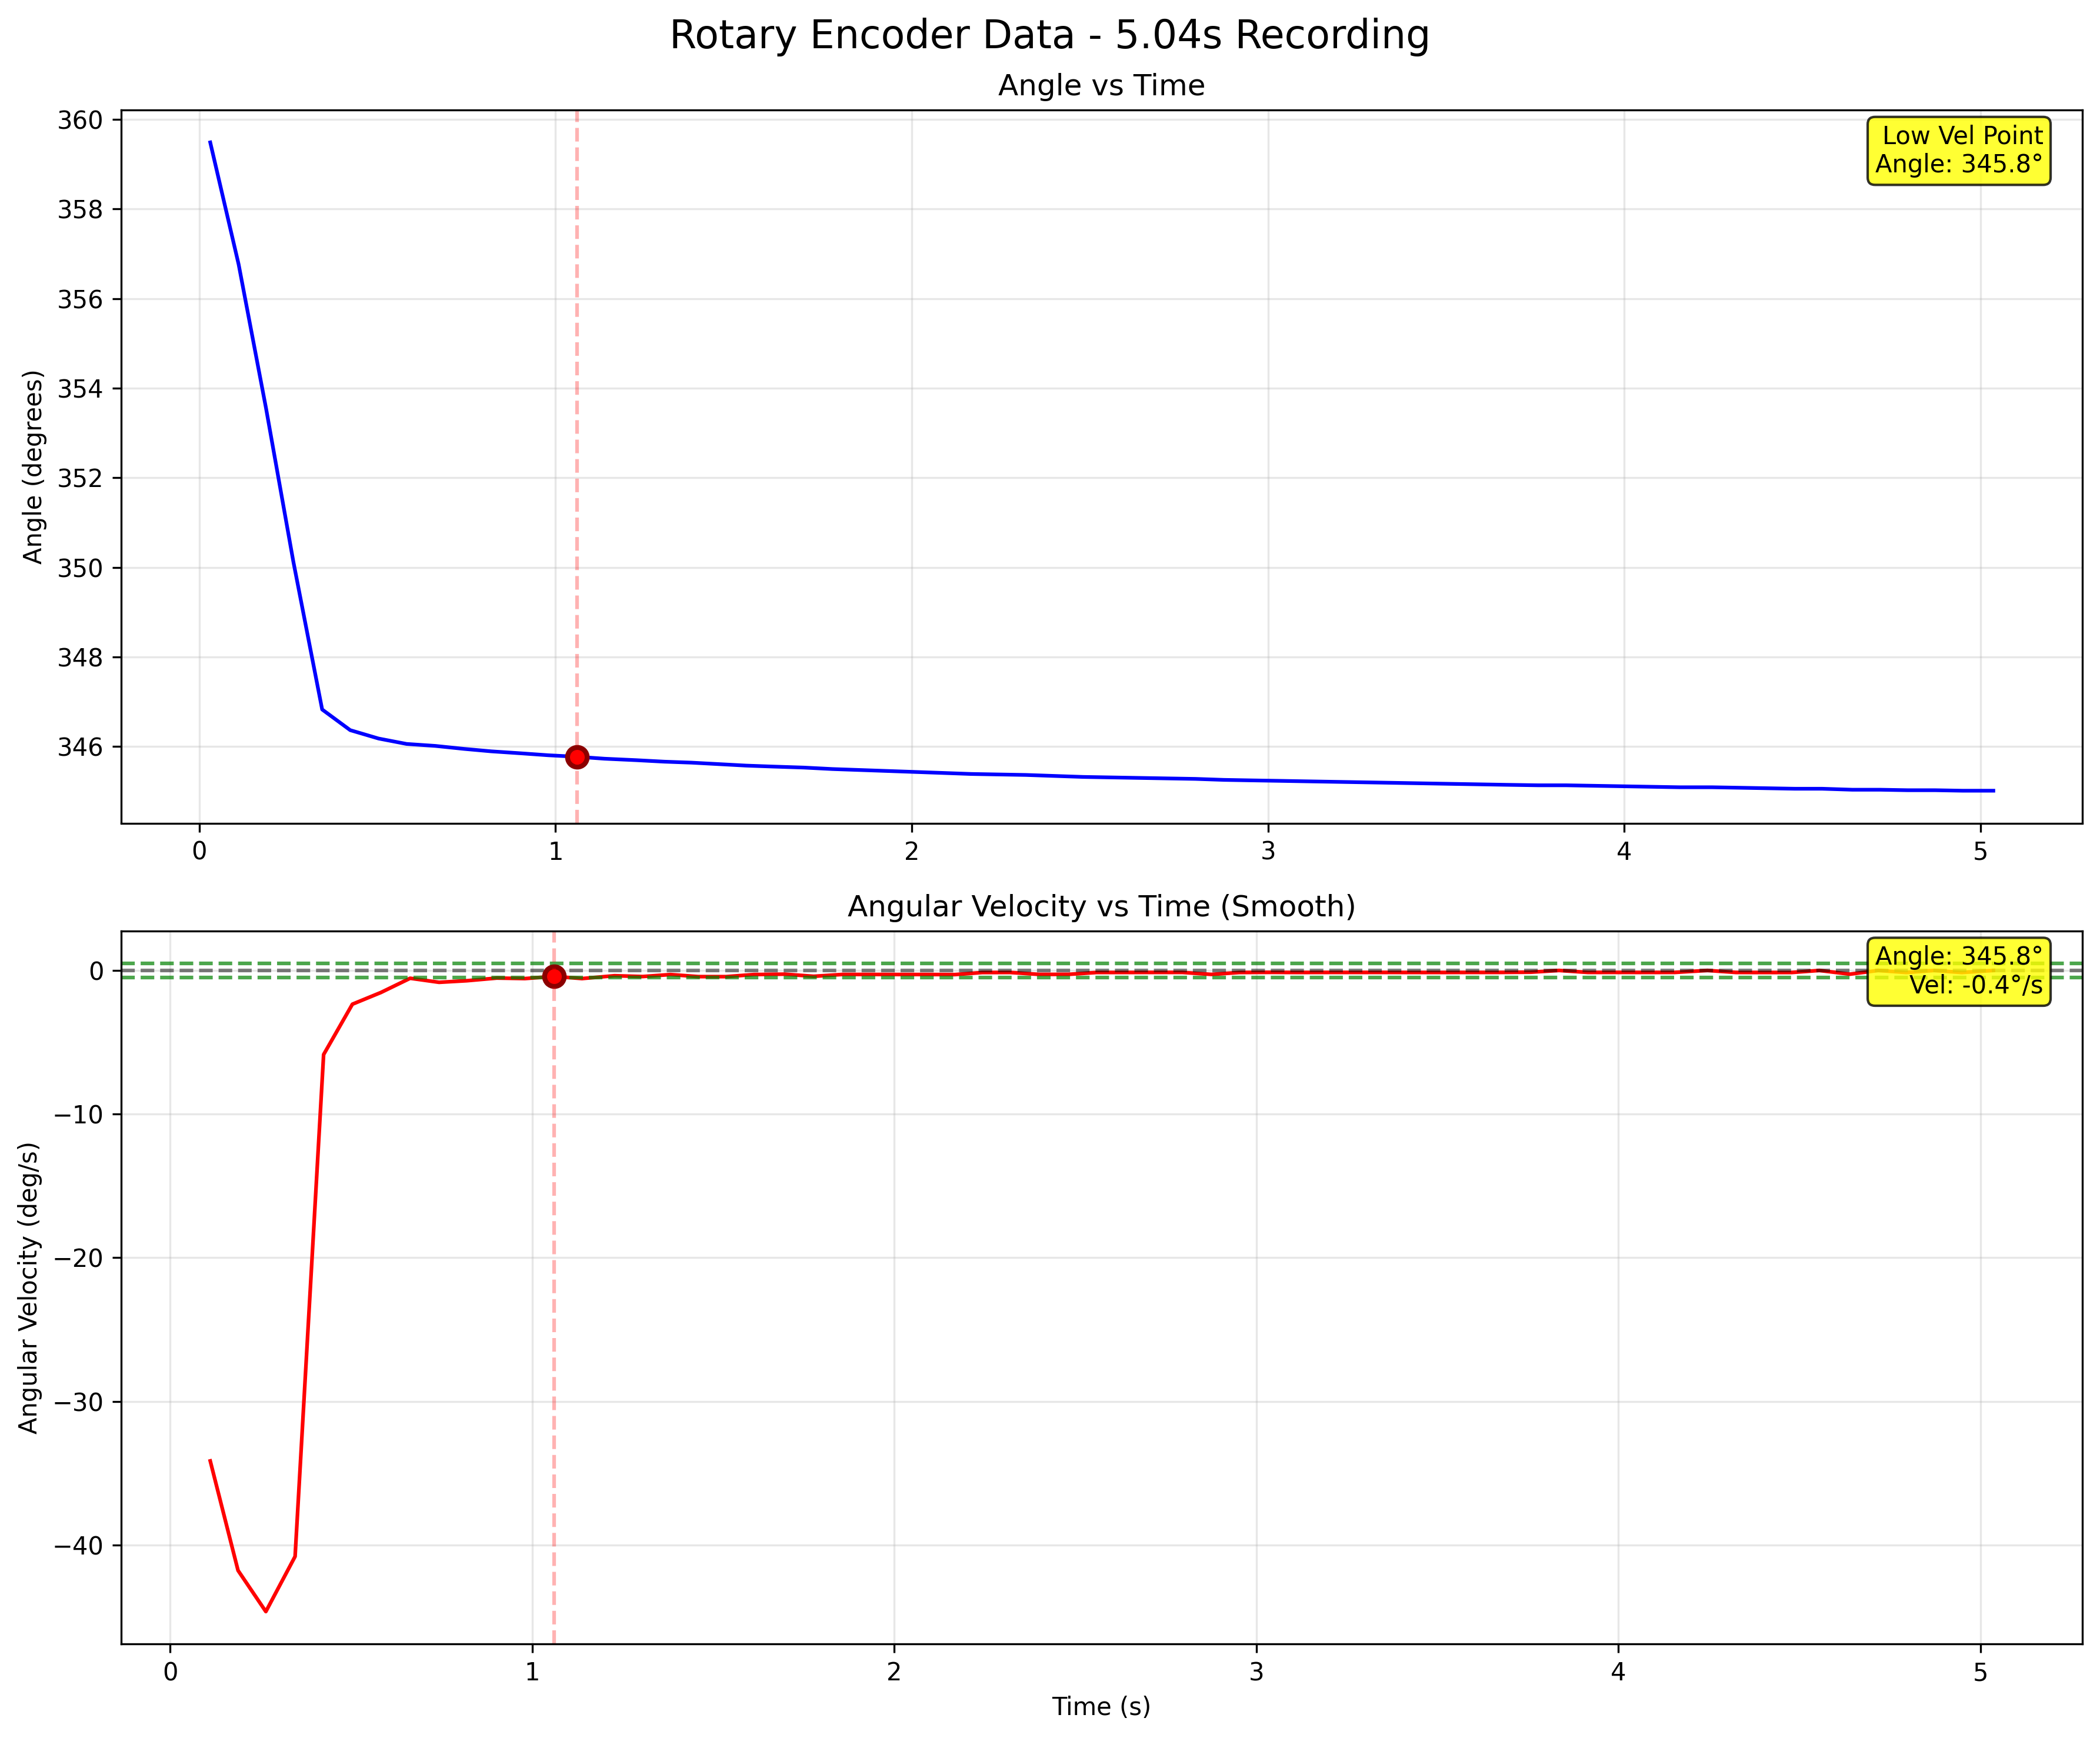 Rotary Encoder Data - 5.04s Recording
Angle vs Time
Low Vel Point
Angle: 345.8°
Angle (degrees)
360
358
356
354
352
350
348
346
0 1 2 3 4 5
Angular Velocity vs Time (Smooth)
Angle: 345.8°
Vel: -0.4°/s
Angular Velocity (deg/s)
0
−10
−20
−30
−40
0 1 2 3 4 5
Time (s)